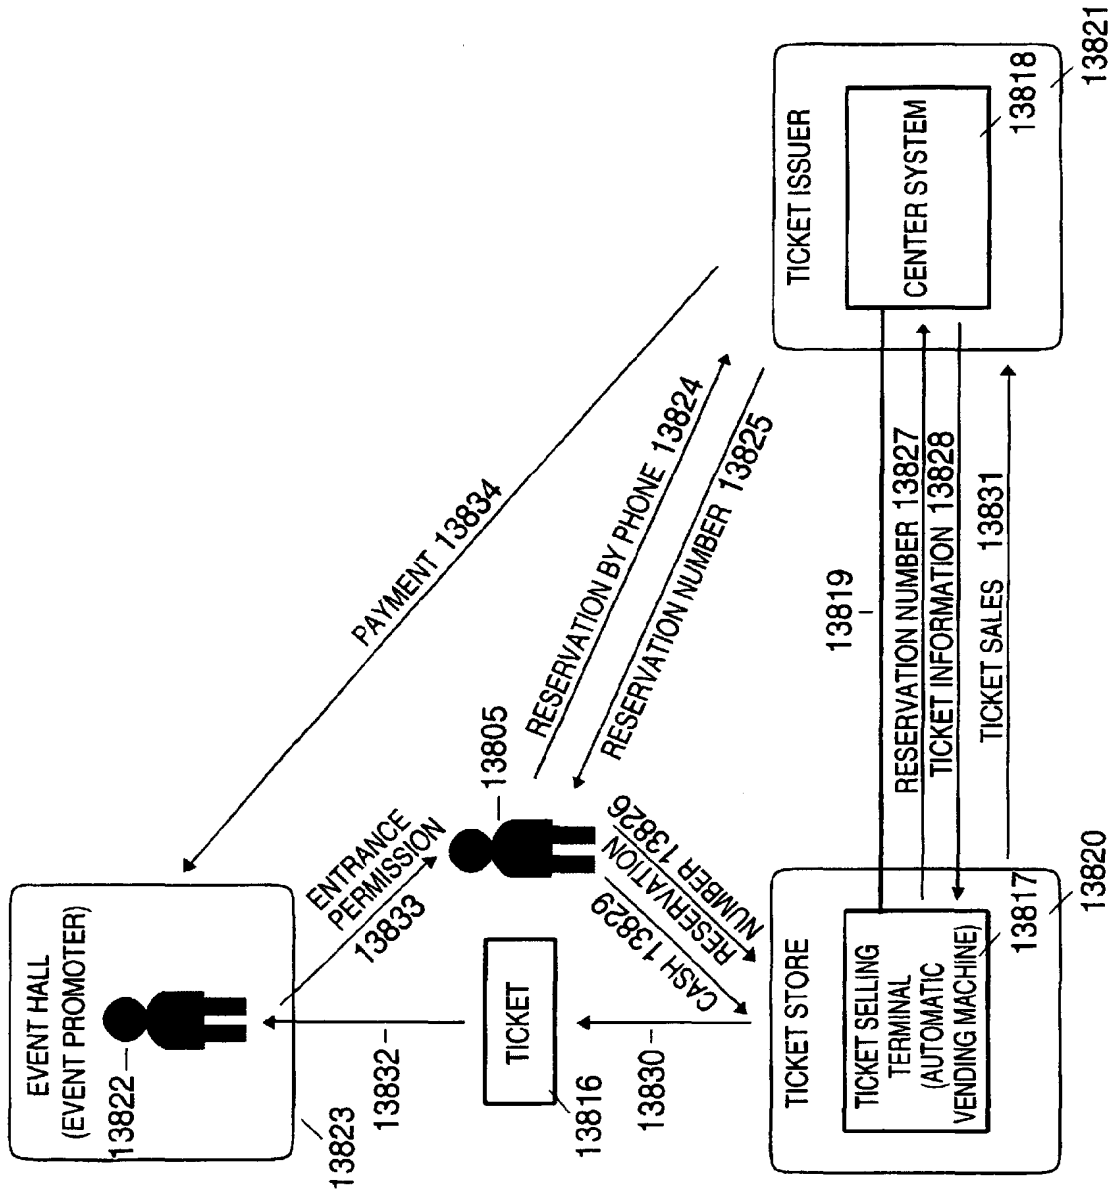 EVENT HALL
(EVENT PROMOTER)
13822
13823
13832
ENTRANCE
PERMISSION
13833
PAYMENT 13834
TICKET
13816
13830
13805
RESERVATION BY PHONE 13824
RESERVATION NUMBER 13825
CASH 13829
RESERVATION
NUMBER 13826
TICKET STORE
TICKET SELLING
TERMINAL
(AUTOMATIC
VENDING MACHINE)
13817
13820
13819
RESERVATION NUMBER 13827
TICKET INFORMATION 13828
TICKET SALES 13831
TICKET ISSUER
CENTER SYSTEM
13818
13821